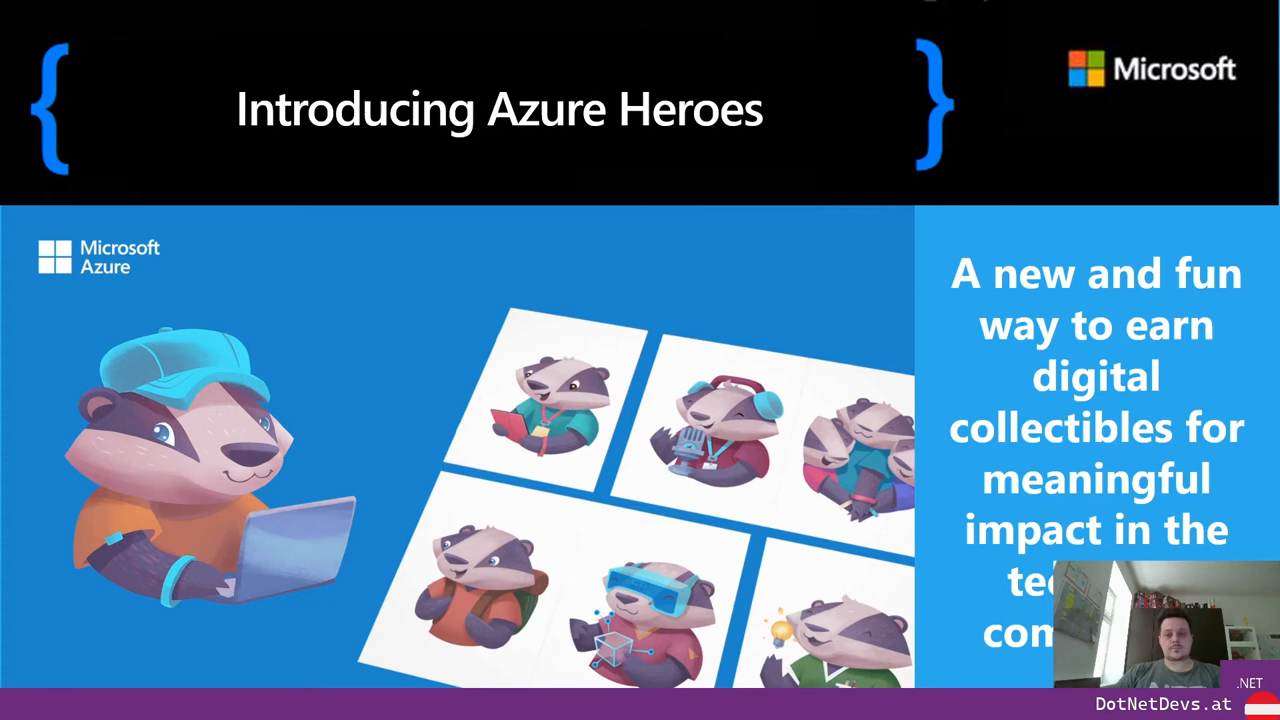 { Introducing Azure Heroes }
Microsoft
Microsoft
Azure
A new and fun
way to earn
digital
collectibles for
meaningful
impact in the
.NET
DotNetDevs.at